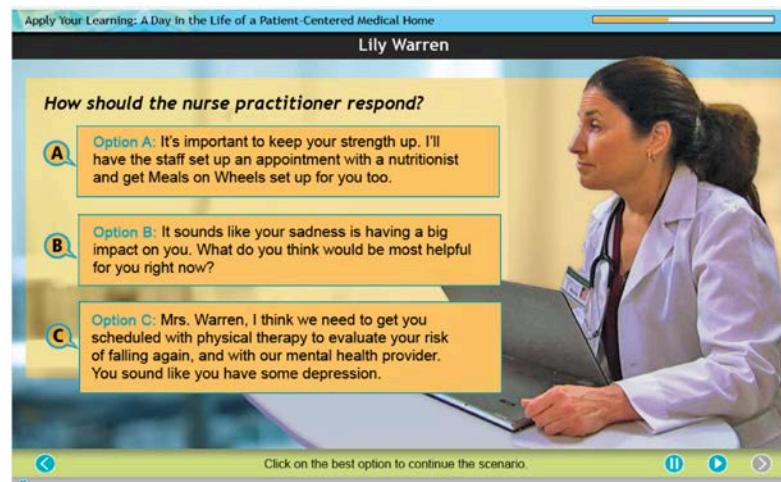 Apply Your Learning: A Day in the Life of a Patient-Centered Medical Home
Lily Warren
How should the nurse practitioner respond?
A
Option A: It's important to keep your strength up. I'll
have the staff set up an appointment with a nutritionist
and get Meals on Wheels set up for you too.
B
Option B: It sounds like your sadness is having a big
impact on you. What do you think would be most helpful
for you right now?
C
Option C: Mrs. Warren, I think we need to get you
scheduled with physical therapy to evaluate your risk
of falling again, and with our mental health provider.
You sound like you have some depression.
Click on the best option to continue the scenario.